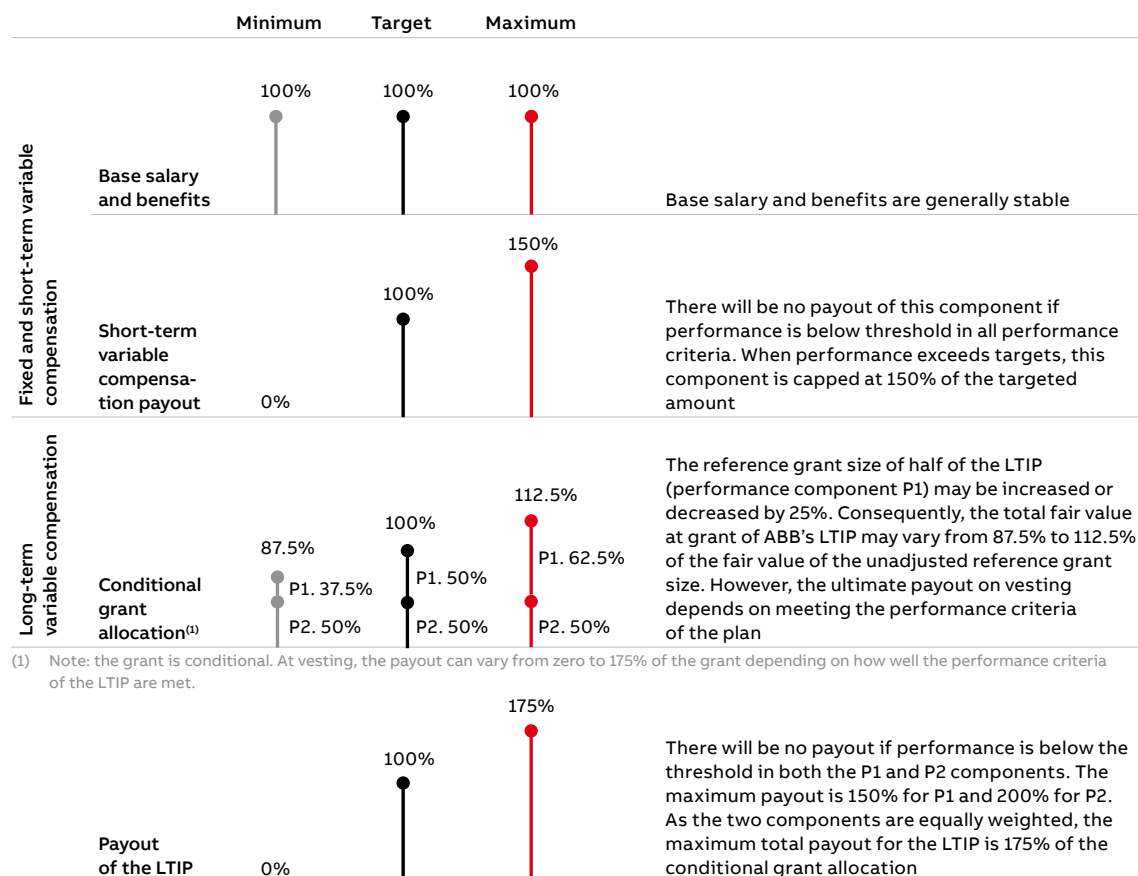 Minimum Target Maximum
Fixed and short-term variable
compensation
100% 100% 100%
Base salary
and benefits
Base salary and benefits are generally stable
150%
100%
Short-term
variable
compensa-
tion payout
0%
There will be no payout of this component if
performance is below threshold in all performance
criteria. When performance exceeds targets, this
component is capped at 150% of the targeted
amount
Long-term
variable compensation
112.5%
100%
87.5%
P1. 37.5% P1. 50% P1. 62.5%
P2. 50% P2. 50% P2. 50%
Conditional
grant
allocation(1)
The reference grant size of half of the LTIP
(performance component P1) may be increased or
decreased by 25%. Consequently, the total fair value
at grant of ABB's LTIP may vary from 87.5% to 112.5%
of the fair value of the unadjusted reference grant
size. However, the ultimate payout on vesting
depends on meeting the performance criteria
of the plan
(1) Note: the grant is conditional. At vesting, the payout can vary from zero to 175% of the grant depending on how well the performance criteria
of the LTIP are met.
175%
100%
Payout
of the LTIP
0%
There will be no payout if performance is below the
threshold in both the P1 and P2 components. The
maximum payout is 150% for P1 and 200% for P2.
As the two components are equally weighted, the
maximum total payout for the LTIP is 175% of the
conditional grant allocation